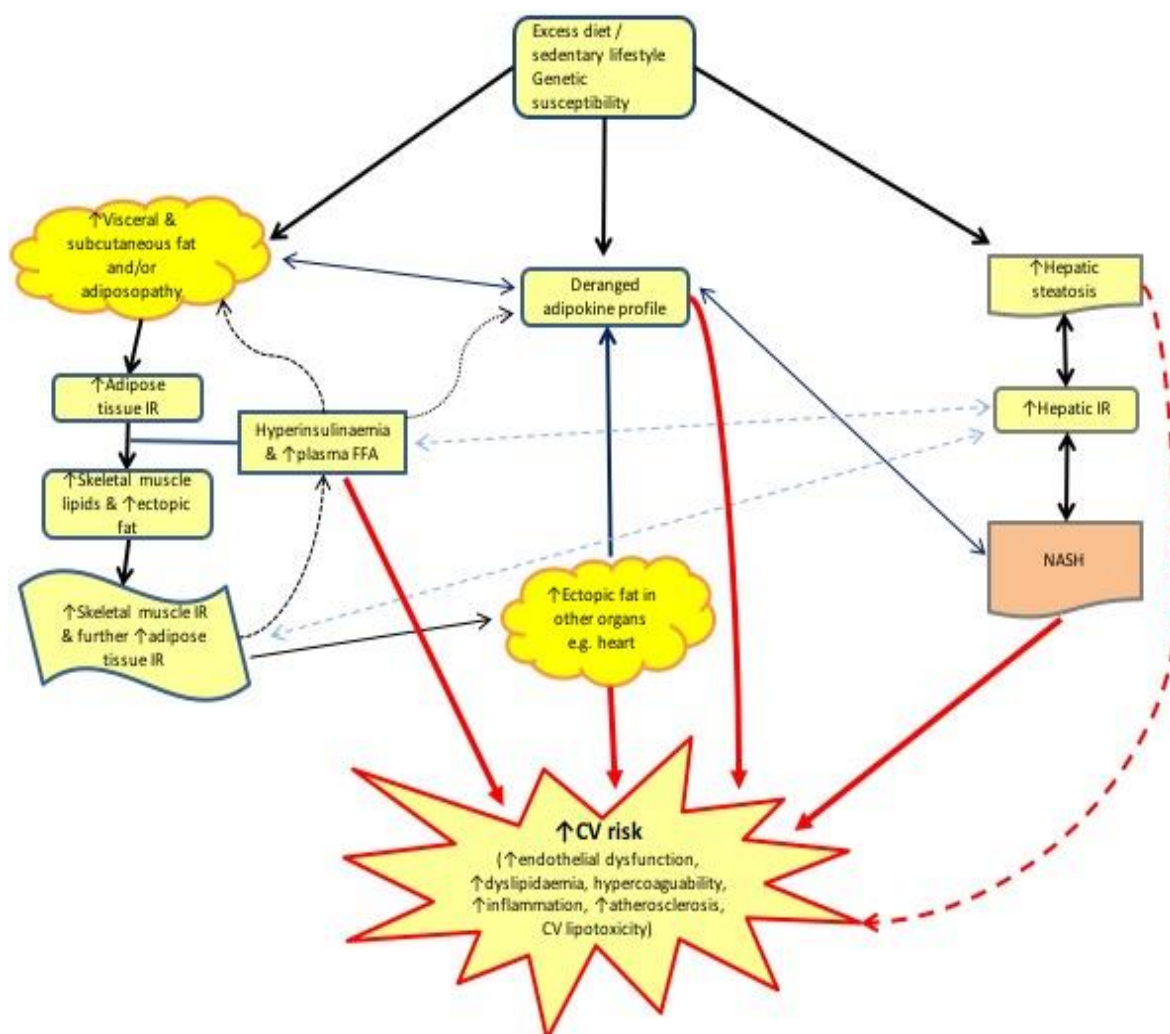 Excess diet /
sedentary lifestyle
Genetic
susceptibility
↑Visceral &
subcutaneous fat
and/or
adiposopathy
Deranged
adipokine profile
↑Hepatic
steatosis
↑Adipose
tissue IR
Hyperinsulinaemia
& ↑plasma FFA
↑Hepatic IR
↑Skeletal muscle
lipids & ↑ectopic
fat
NASH
↑Skeletal muscle IR
& further ↑adipose
tissue IR
↑Ectopic fat in
other organs
e.g. heart
↑CV risk
(↑endothelial dysfunction,
↑dyslipidaemia, hypercoaguability,
↑inflammation, ↑atherosclerosis,
CV lipotoxicity)